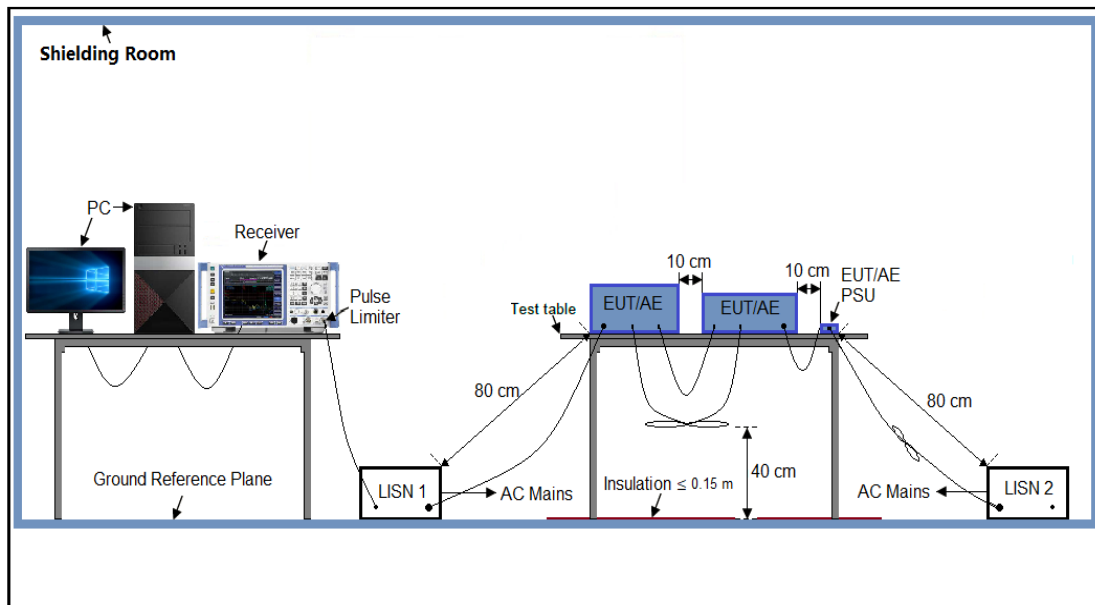 Shielding Room
PC
Receiver
Pulse
Limiter
10 cm
10 cm
EUT/AE
PSU
EUT/AE
EUT/AE
Test table
80 cm
80 cm
40 cm
Ground Reference Plane
LISN 1
AC Mains
Insulation ≤ 0.15 m
AC Mains
LISN 2